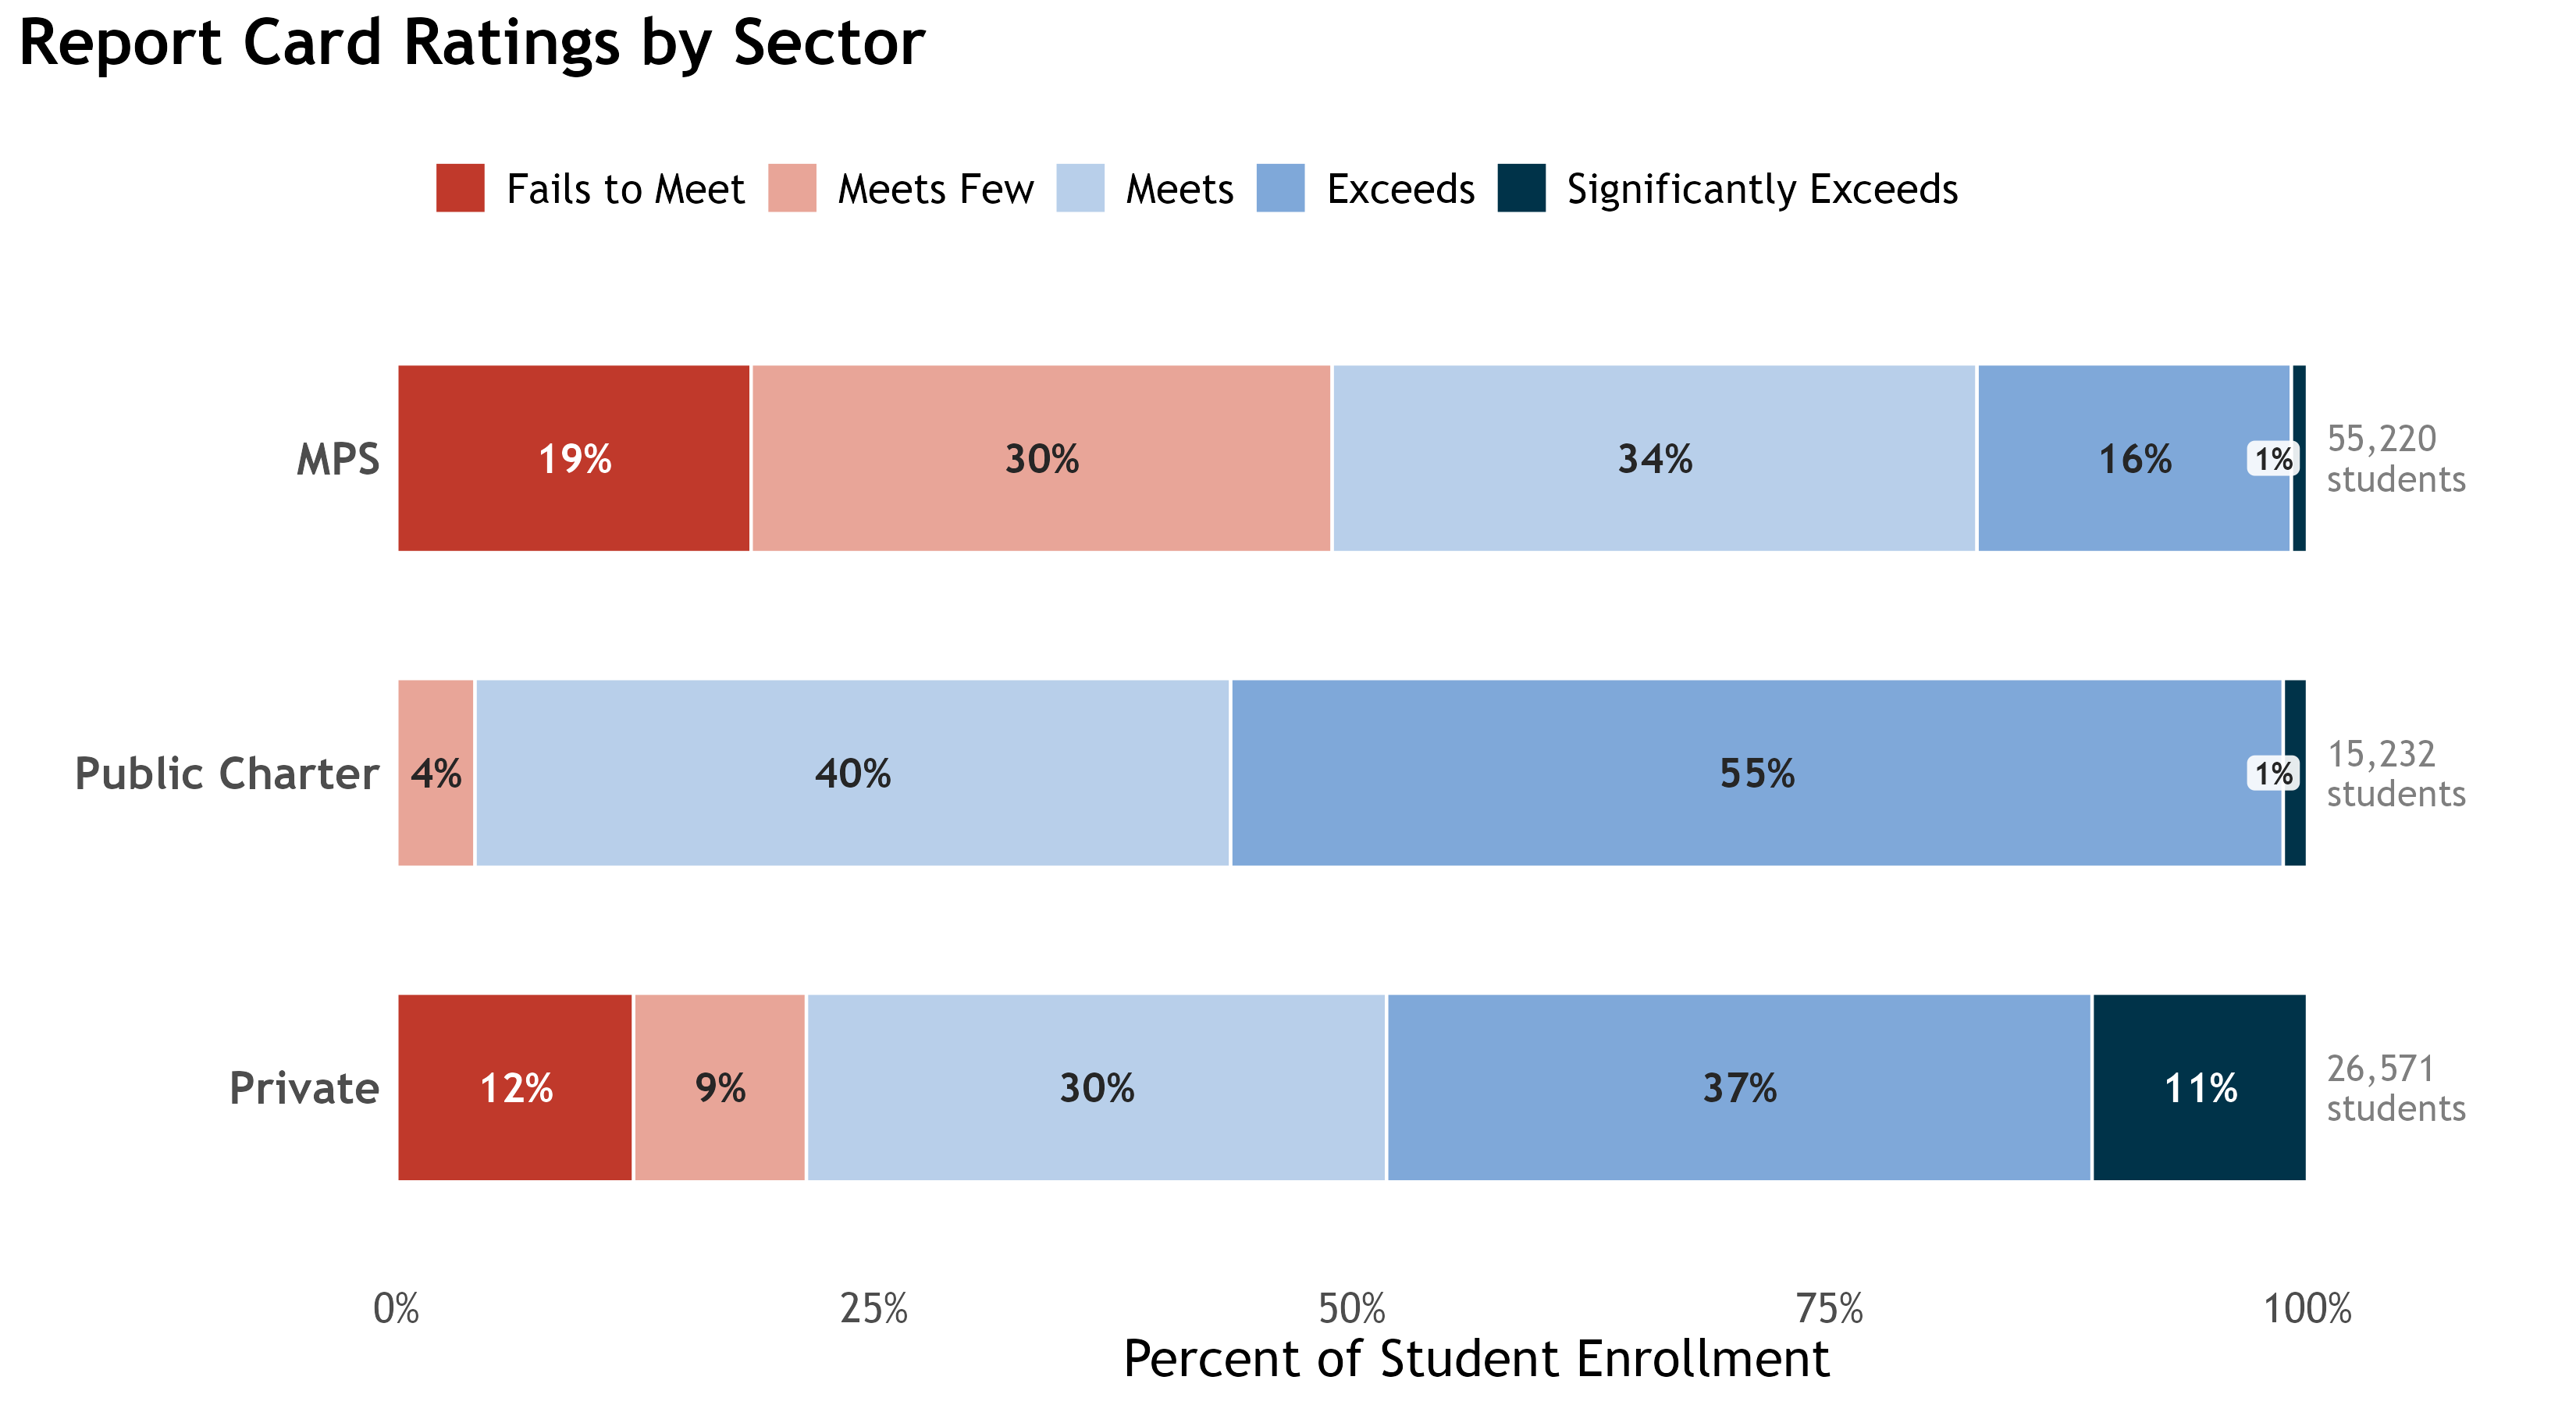 Report Card Ratings by Sector
Fails to Meet Meets Few Meets Exceeds Significantly Exceeds
MPS 19% 30% 34% 16% 1% 55,220 students
Public Charter 4% 40% 55% 1% 15,232 students
Private 12% 9% 30% 37% 11% 26,571 students
0% 25% 50% 75% 100%
Percent of Student Enrollment